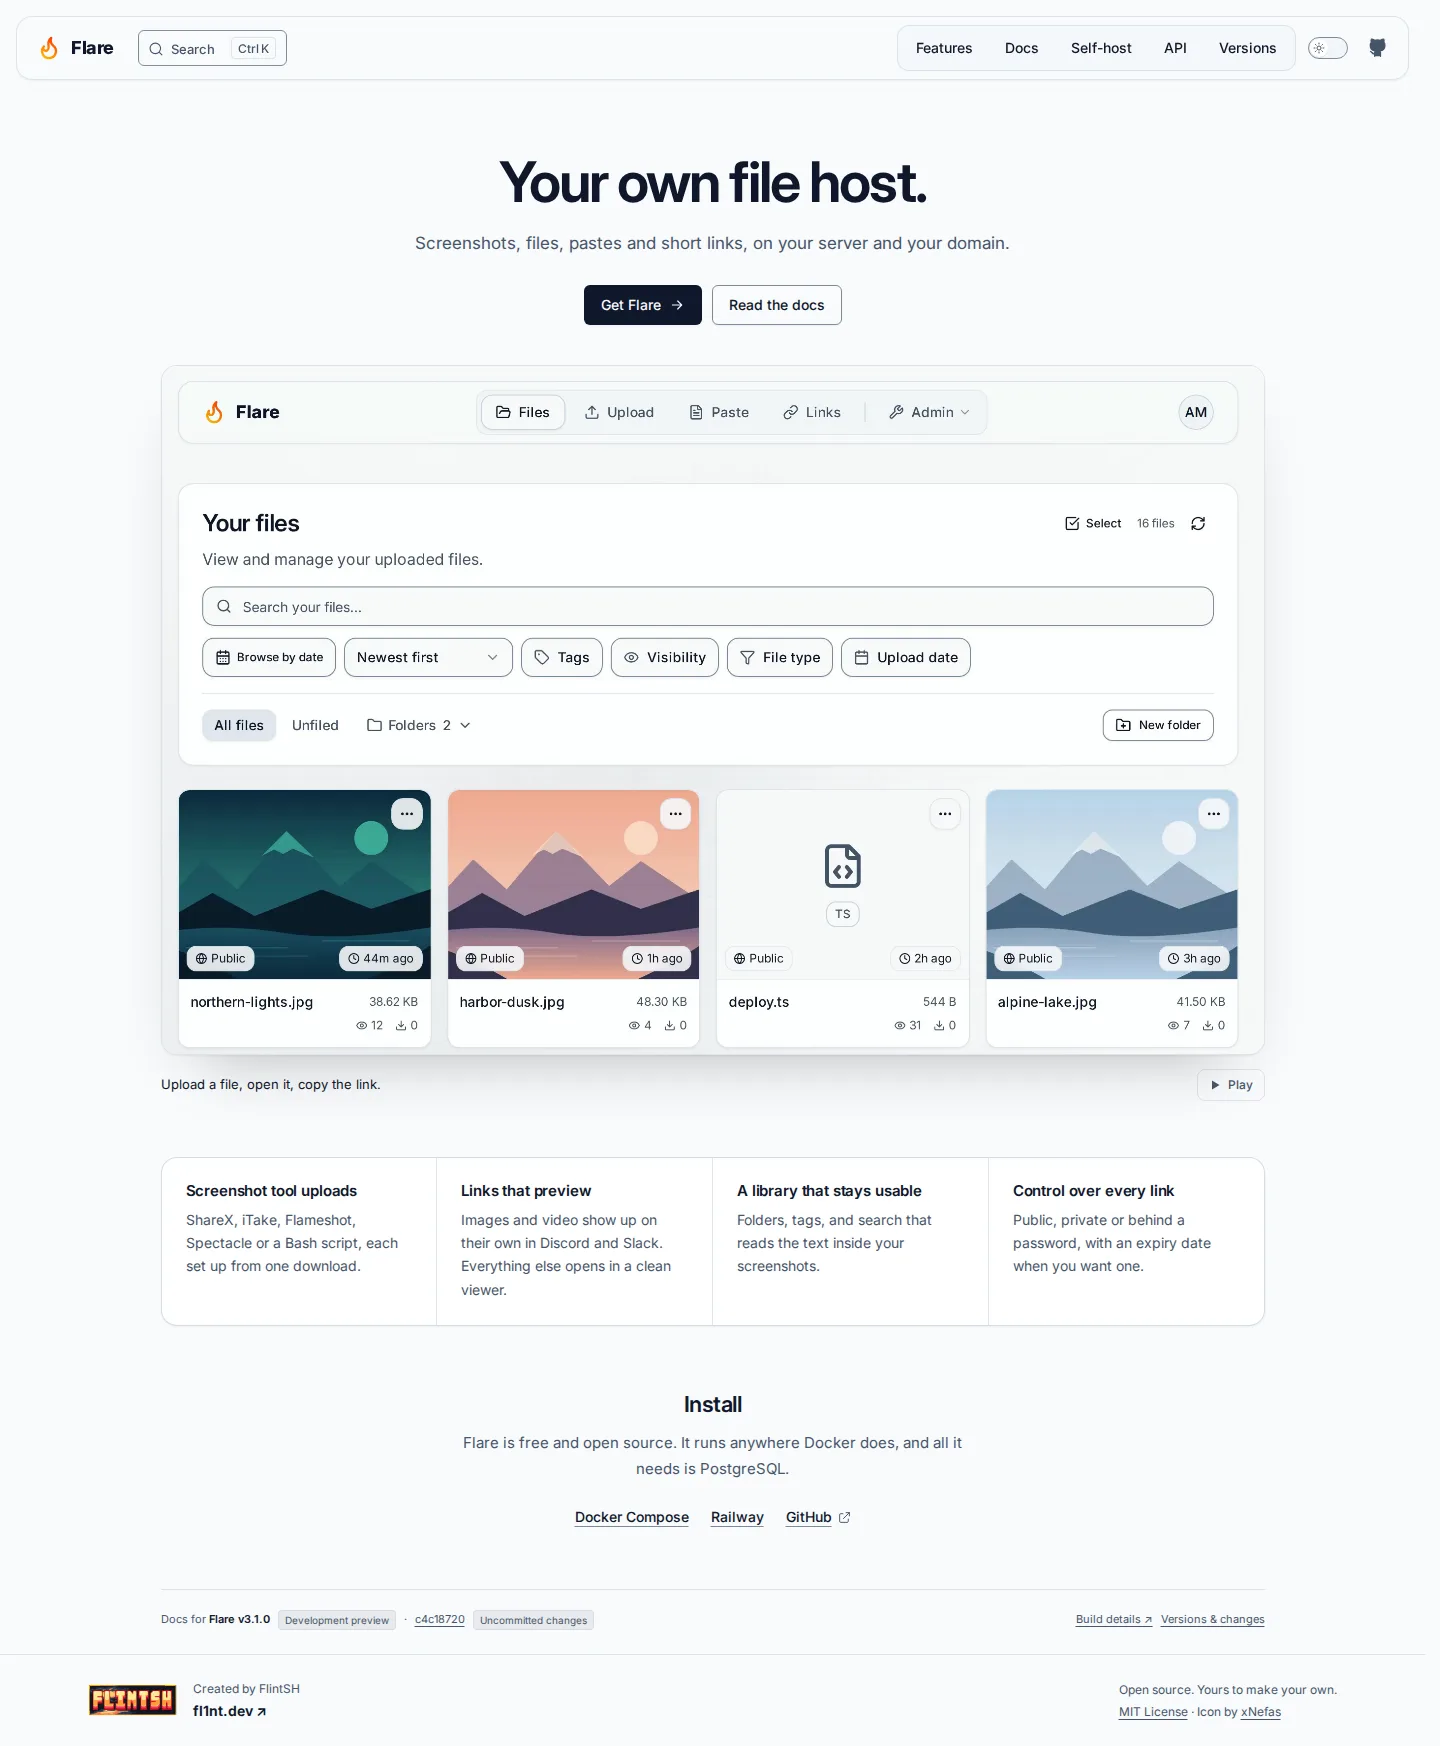 Flare
Search Ctrl K
Features Docs Self-host API Versions
Your own file host.
Screenshots, files, pastes and short links, on your server and your domain.
Get Flare →
Read the docs
Flare
Files Upload Paste Links Admin
AM
Your files
Select 16 files
View and manage your uploaded files.
Search your files...
Browse by date Newest first Tags Visibility File type Upload date
All files Unfiled Folders 2
New folder
Public 44m ago
northern-lights.jpg 38.62 KB
12 0
Public 1h ago
harbor-dusk.jpg 48.30 KB
4 0
TS
Public 2h ago
deploy.ts 544 B
31 0
Public 3h ago
alpine-lake.jpg 41.50 KB
7 0
Upload a file, open it, copy the link.
Play
Screenshot tool uploads
ShareX, iTake, Flameshot,
Spectacle or a Bash script, each
set up from one download.
Links that preview
Images and video show up on
their own in Discord and Slack.
Everything else opens in a clean
viewer.
A library that stays usable
Folders, tags, and search that
reads the text inside your
screenshots.
Control over every link
Public, private or behind a
password, with an expiry date
when you want one.
Install
Flare is free and open source. It runs anywhere Docker does, and all it
needs is PostgreSQL.
Docker Compose Railway GitHub
Docs for Flare v3.1.0 Development preview · c4c18720 Uncommitted changes
Build details ↗ Versions & changes
FLINTSH
Created by FlintSH
fl1nt.dev ↗
Open source. Yours to make your own.
MIT License · Icon by xNefas